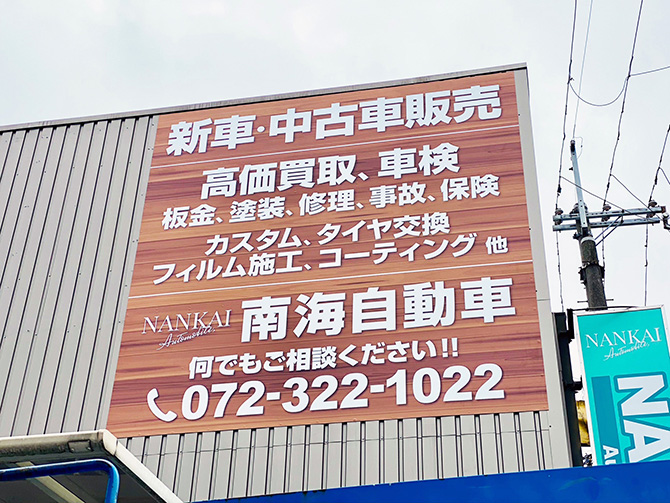 新車・中古車販売
高価買取、車検
板金、塗装、修理、事故、保険
カスタム、タイヤ交換
フィルム施工、コーティング 他
NANKAI
Automobile.
南海自動車
何でもご相談ください!!
072-322-1022
NANKAI
Automobile.
NA